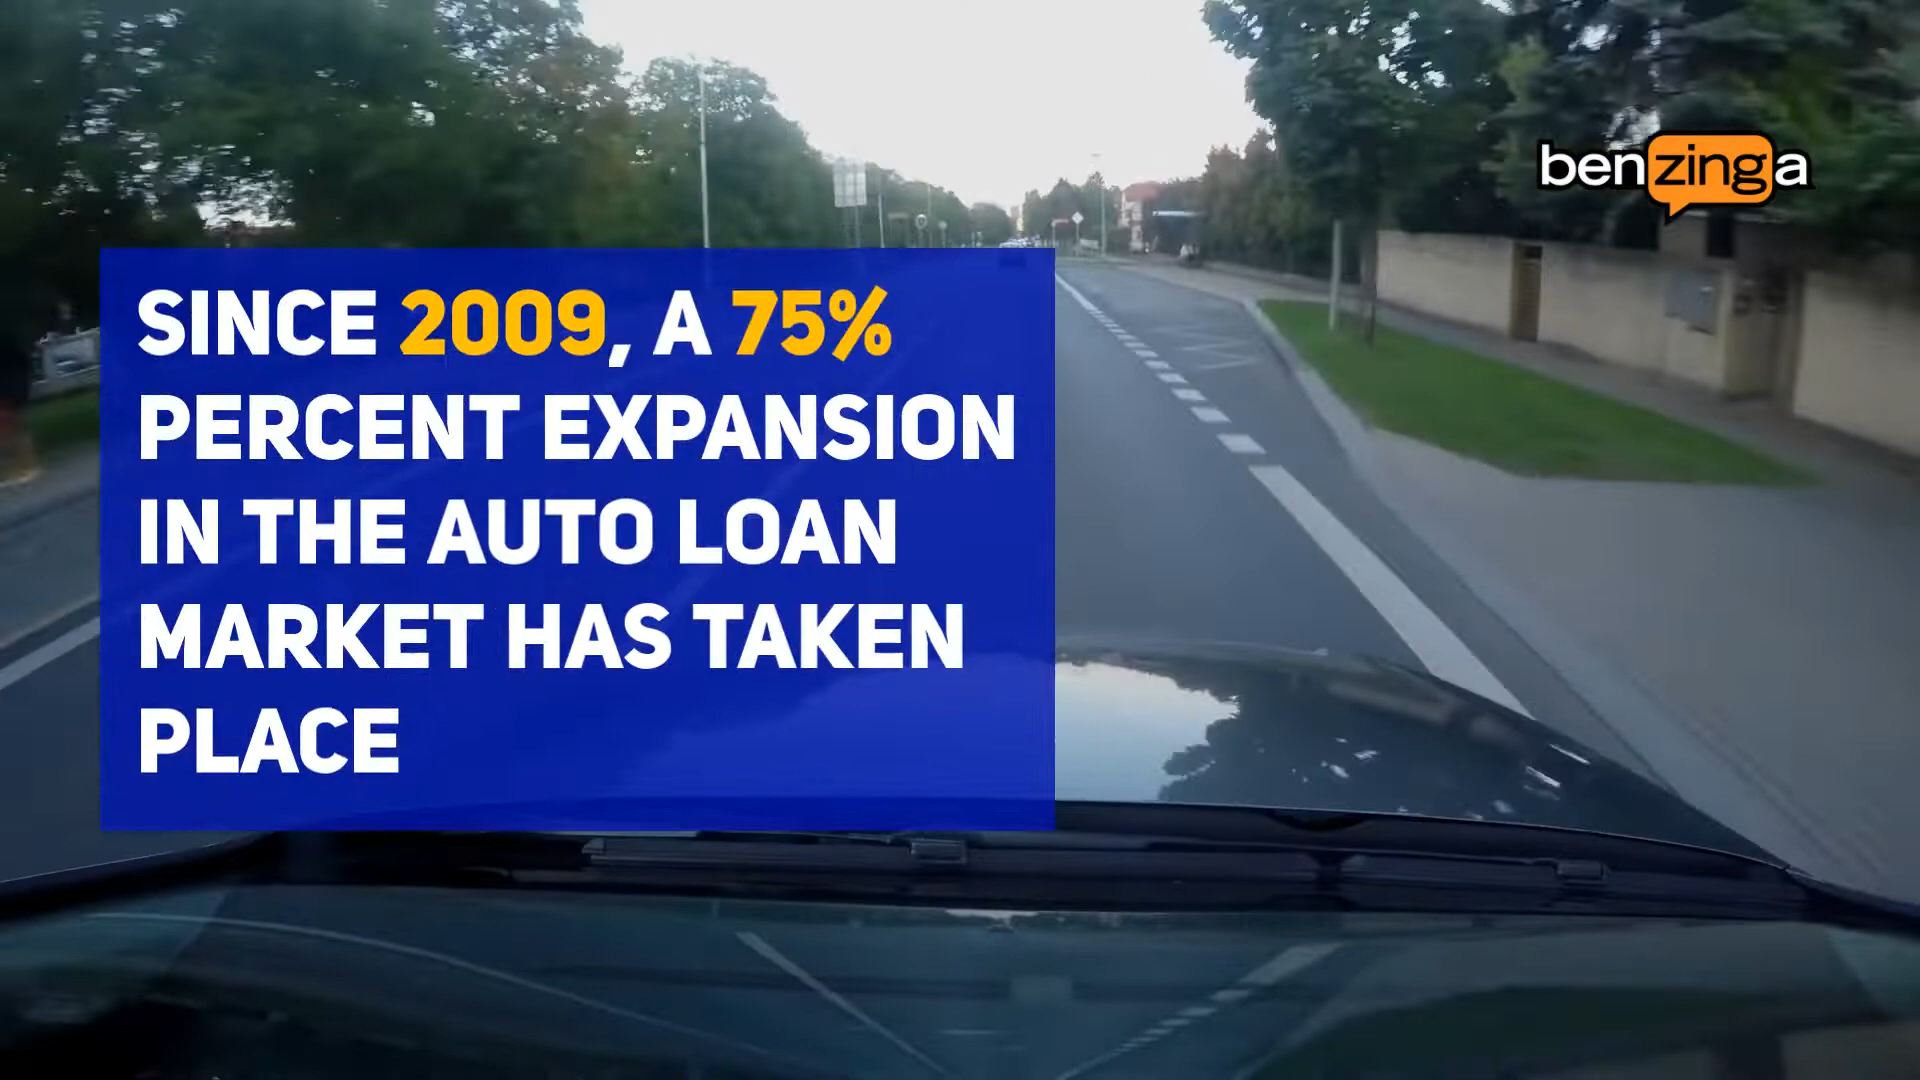 benzinga
SINCE 2009, A 75%
PERCENT EXPANSION
IN THE AUTO LOAN
MARKET HAS TAKEN
PLACE